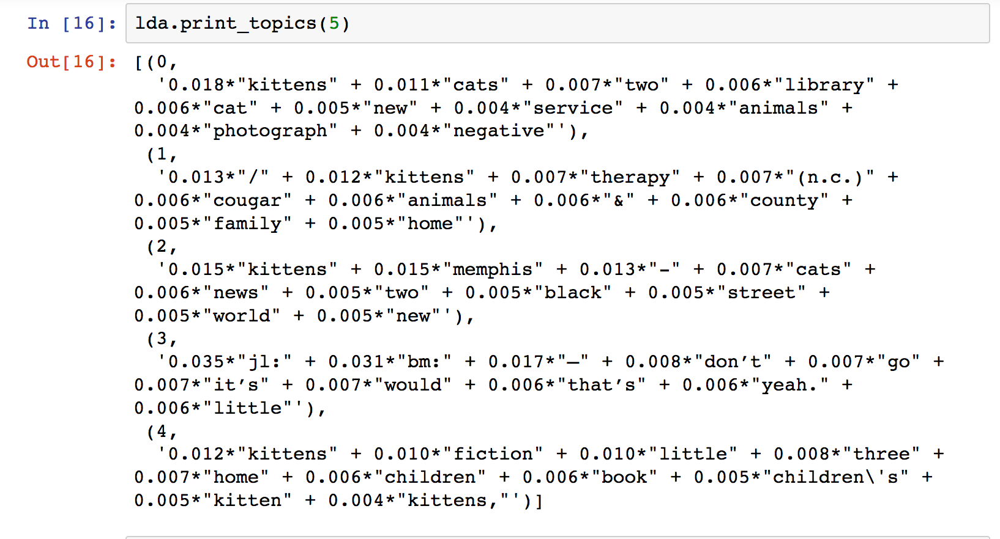 In [16]: lda.print_topics(5)
Out[16]: [(0,
'0.018*"kittens" + 0.011*"cats" + 0.007*"two" + 0.006*"library" +
0.006*"cat" + 0.005*"new" + 0.004*"service" + 0.004*"animals" +
0.004*"photograph" + 0.004*"negative"'),
(1,
'0.013*"/" + 0.012*"kittens" + 0.007*"therapy" + 0.007*"(n.c.)" +
0.006*"cougar" + 0.006*"animals" + 0.006*"&" + 0.006*"county" +
0.005*"family" + 0.005*"home"'),
(2,
'0.015*"kittens" + 0.015*"memphis" + 0.013*"-" + 0.007*"cats" +
0.006*"news" + 0.005*"two" + 0.005*"black" + 0.005*"street" +
0.005*"world" + 0.005*"new"'),
(3,
'0.035*"jl:" + 0.031*"bm:" + 0.017*"—" + 0.008*"don’t" + 0.007*"go" +
0.007*"it’s" + 0.007*"would" + 0.006*"that’s" + 0.006*"yeah." +
0.006*"little"'),
(4,
'0.012*"kittens" + 0.010*"fiction" + 0.010*"little" + 0.008*"three" +
0.007*"home" + 0.006*"children" + 0.006*"book" + 0.005*"children\'s" +
0.005*"kitten" + 0.004*"kittens,"')]